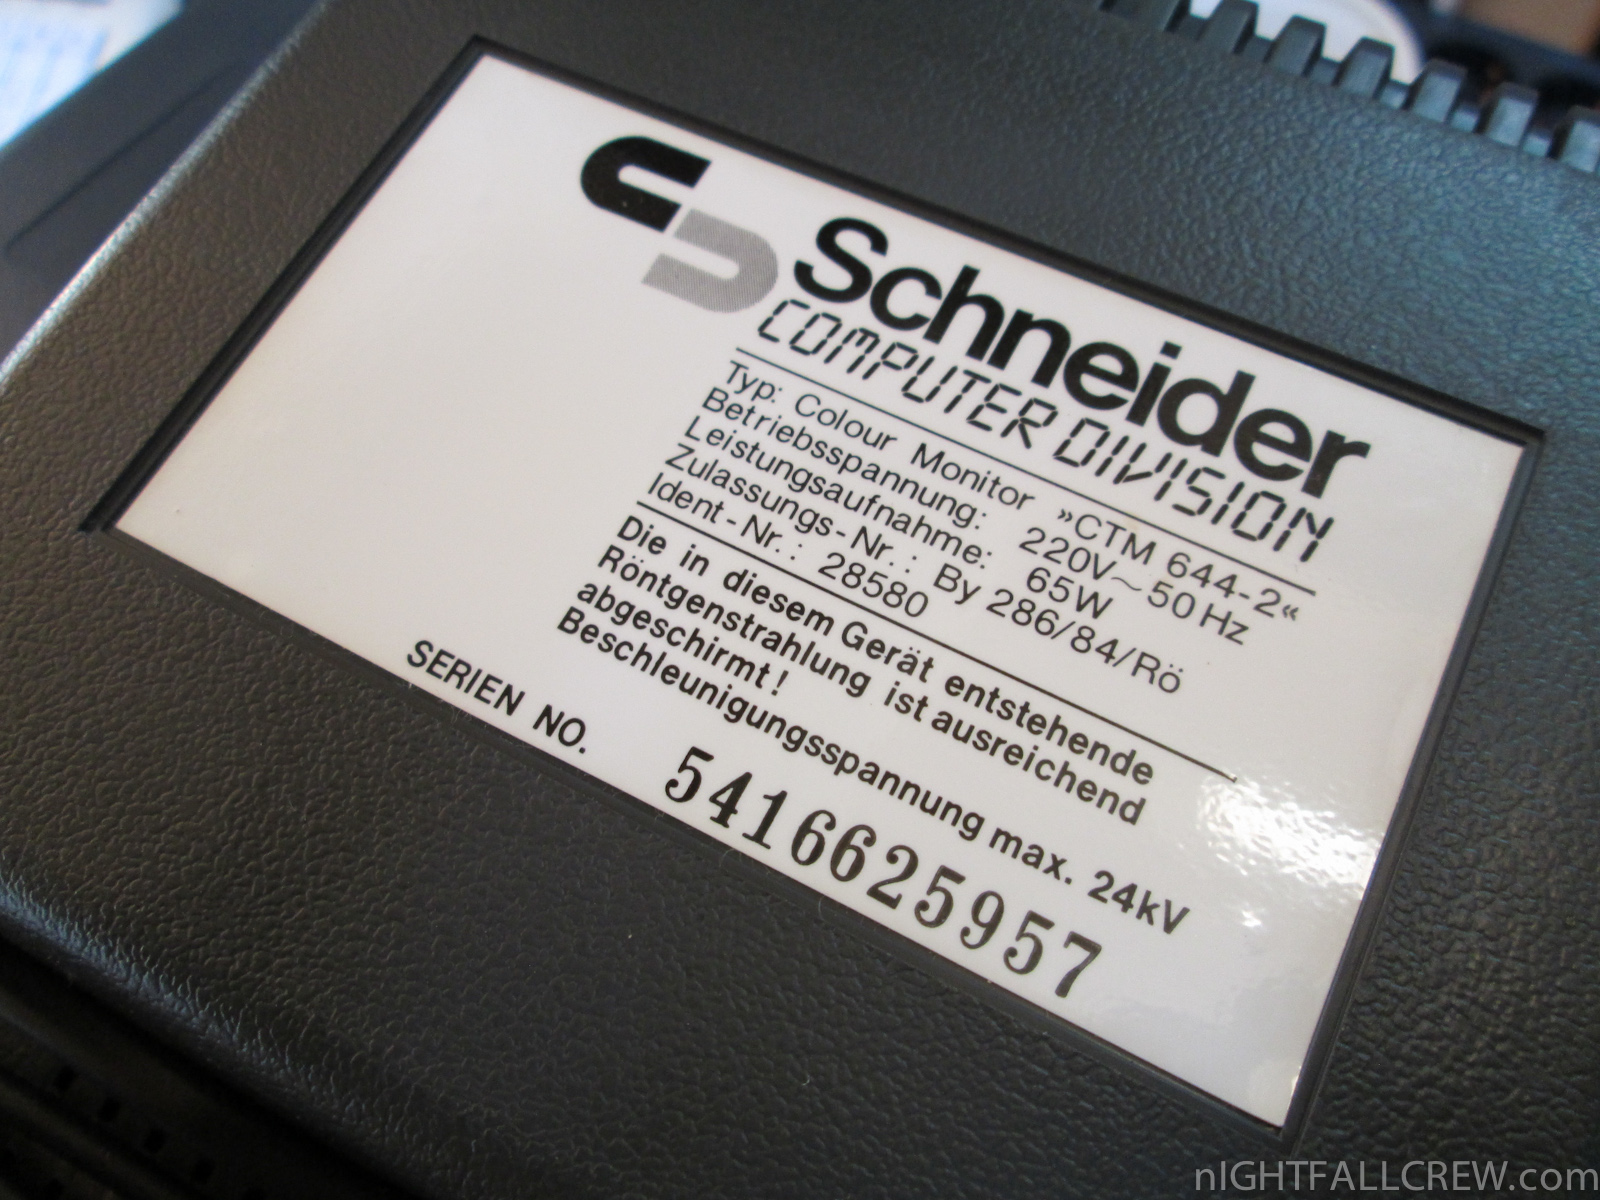 Schneider
COMPUTER DIVISION
Typ: Colour Monitor »CTM 644-2«
Betriebsspannung: 220V~50Hz
Leistungsaufnahme: 65W
Zulassungs-Nr.: By 286/84/Rö
Ident-Nr.: 28580
Die in diesem Gerät entstehende
Röntgenstrahlung ist ausreichend
abgeschirmt!
Beschleunigungsspannung max. 24kV
SERIEN NO. 5416625957
nIGHTFALLCREW.com